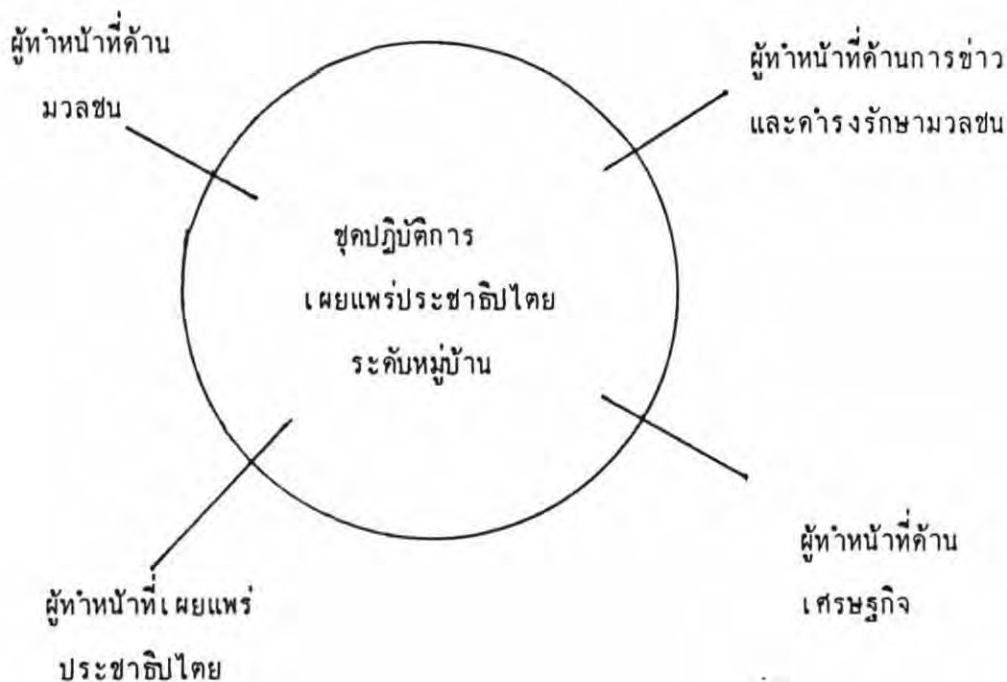 ผู้ทำหน้าที่ด้าน
มวลชน
ผู้ทำหน้าที่ด้านการข่าว
และดำรงรักษามวลชน
ชุดปฏิบัติการ
เผยแพร่ประชาธิปไตย
ระดับหมู่บ้าน
ผู้ทำหน้าที่ด้าน
เศรษฐกิจ
ผู้ทำหน้าที่เผยแพร่
ประชาธิปไตย